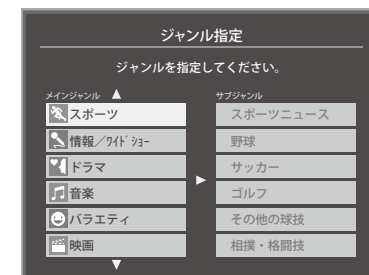 ジャンル指定
ジャンルを指定してください。
メインジャンル
サブジャンル
スポーツ
スポーツニュース
情報／ワイドショー
野球
ドラマ
サッカー
音楽
ゴルフ
バラエティ
その他の球技
映画
相撲・格闘技